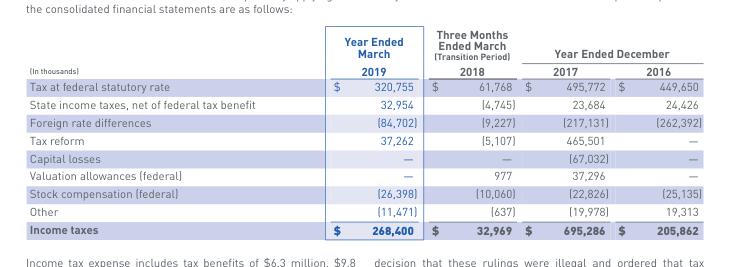 the consolidated financial statements are as follows:
Year Ended March Three Months Ended March (Transition Period) Year Ended December
(In thousands) 2019 2018 2017 2016
Tax at federal statutory rate $ 320,755 $ 61,768 $ 495,772 $ 449,650
State income taxes, net of federal tax benefit 32,954 (4,745) 23,684 24,426
Foreign rate differences (84,702) (9,227) (217,131) (262,392)
Tax reform 37,262 (5,107) 465,501 —
Capital losses — — (67,032) —
Valuation allowances (federal) — 977 37,296 —
Stock compensation (federal) (26,398) (10,060) (22,826) (25,135)
Other (11,471) (637) (19,978) 19,313
Income taxes $ 268,400 $ 32,969 $ 695,286 $ 205,862
Income tax expense includes tax benefits of $6.3 million, $9.8
decision that these rulings were illegal and ordered that tax